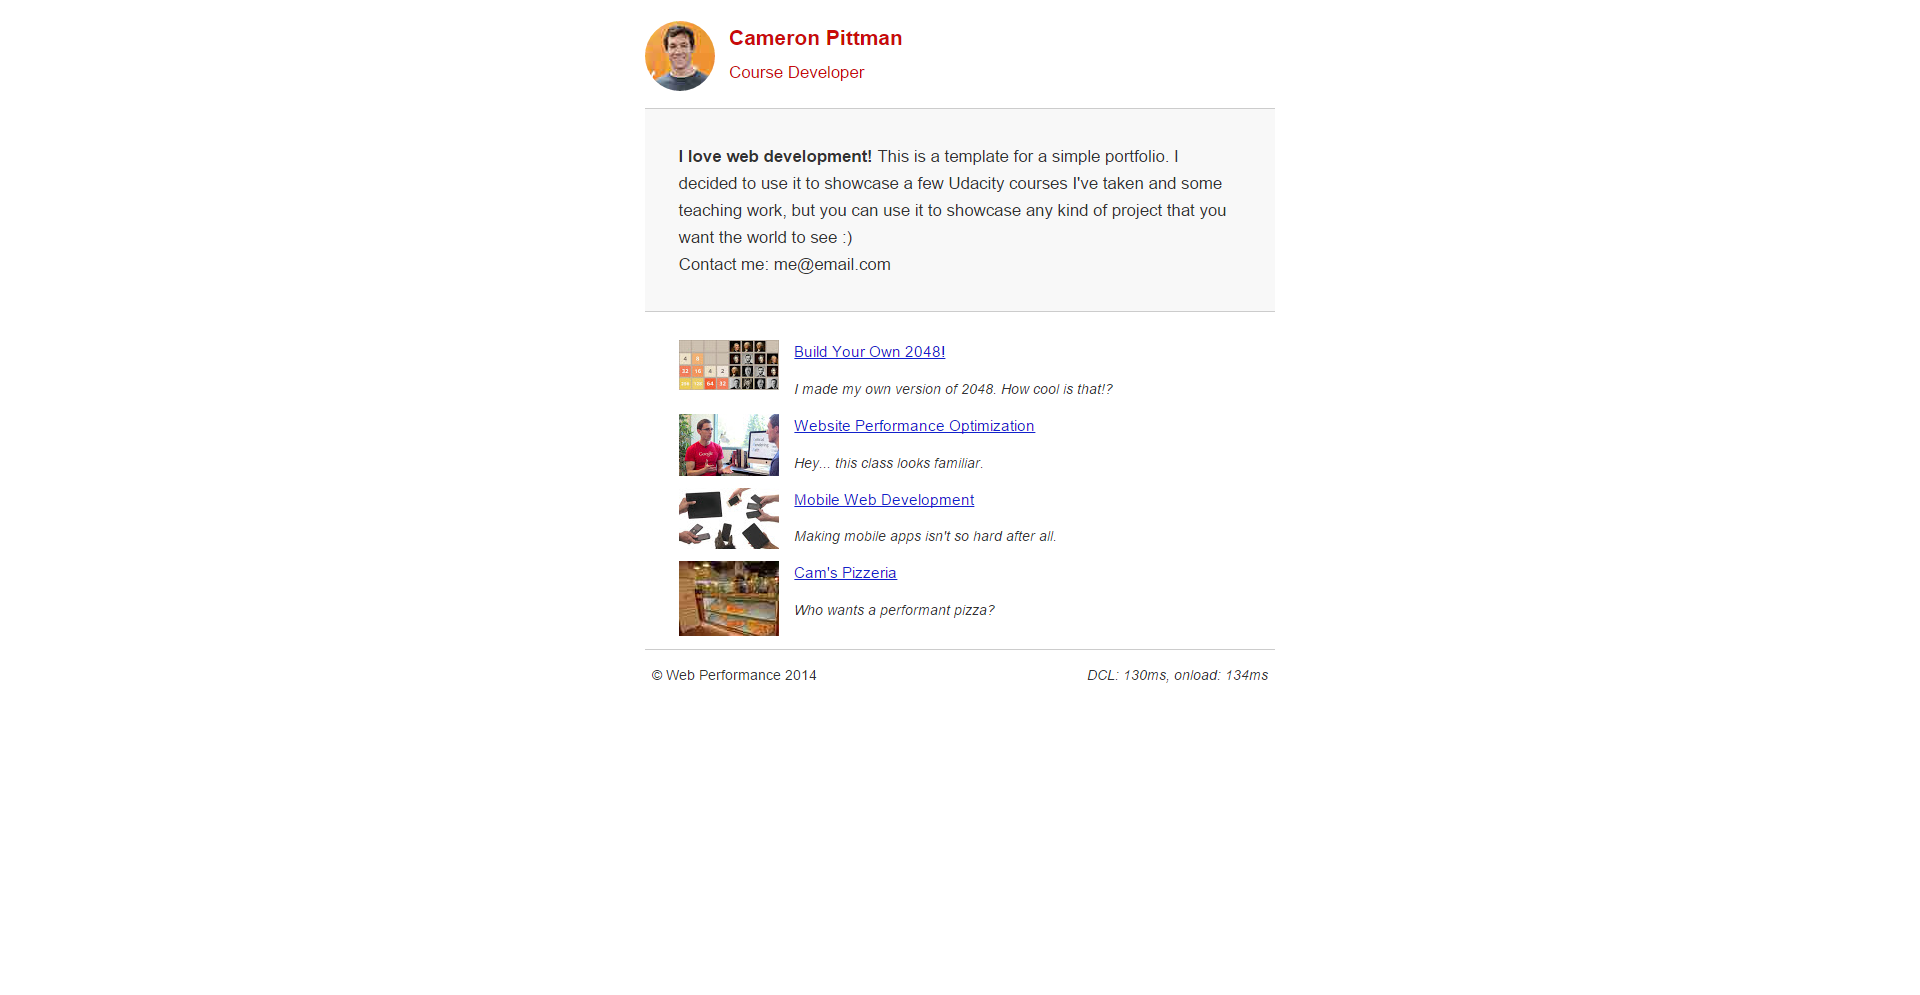 Cameron Pittman
Course Developer
I love web development! This is a template for a simple portfolio. I
decided to use it to showcase a few Udacity courses I've taken and some
teaching work, but you can use it to showcase any kind of project that you
want the world to see :)
Contact me: me@email.com
Build Your Own 2048!
I made my own version of 2048. How cool is that!?
Website Performance Optimization
Hey... this class looks familiar.
Mobile Web Development
Making mobile apps isn't so hard after all.
Cam's Pizzeria
Who wants a performant pizza?
© Web Performance 2014
DCL: 130ms, onload: 134ms